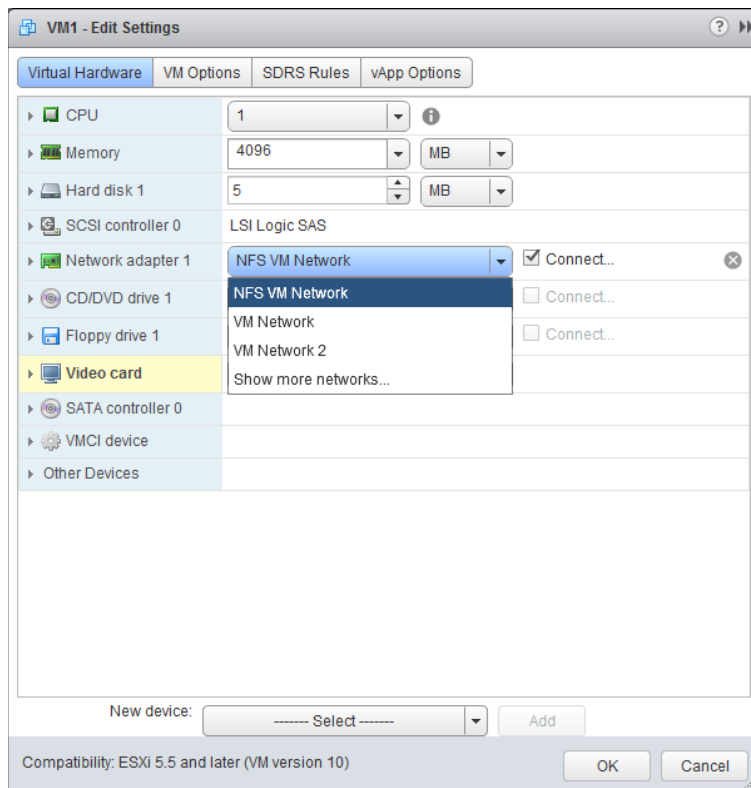 VM1 - Edit Settings
?
Virtual Hardware VM Options SDRS Rules vApp Options
CPU 1
Memory 4096 MB
Hard disk 1 5 MB
SCSI controller 0 LSI Logic SAS
Network adapter 1 NFS VM Network Connect...
NFS VM Network
CD/DVD drive 1 Connect...
VM Network
Floppy drive 1 Connect...
VM Network 2
Video card
Show more networks...
SATA controller 0
VMCI device
Other Devices
New device: ------- Select ------- Add
Compatibility: ESXi 5.5 and later (VM version 10) OK Cancel